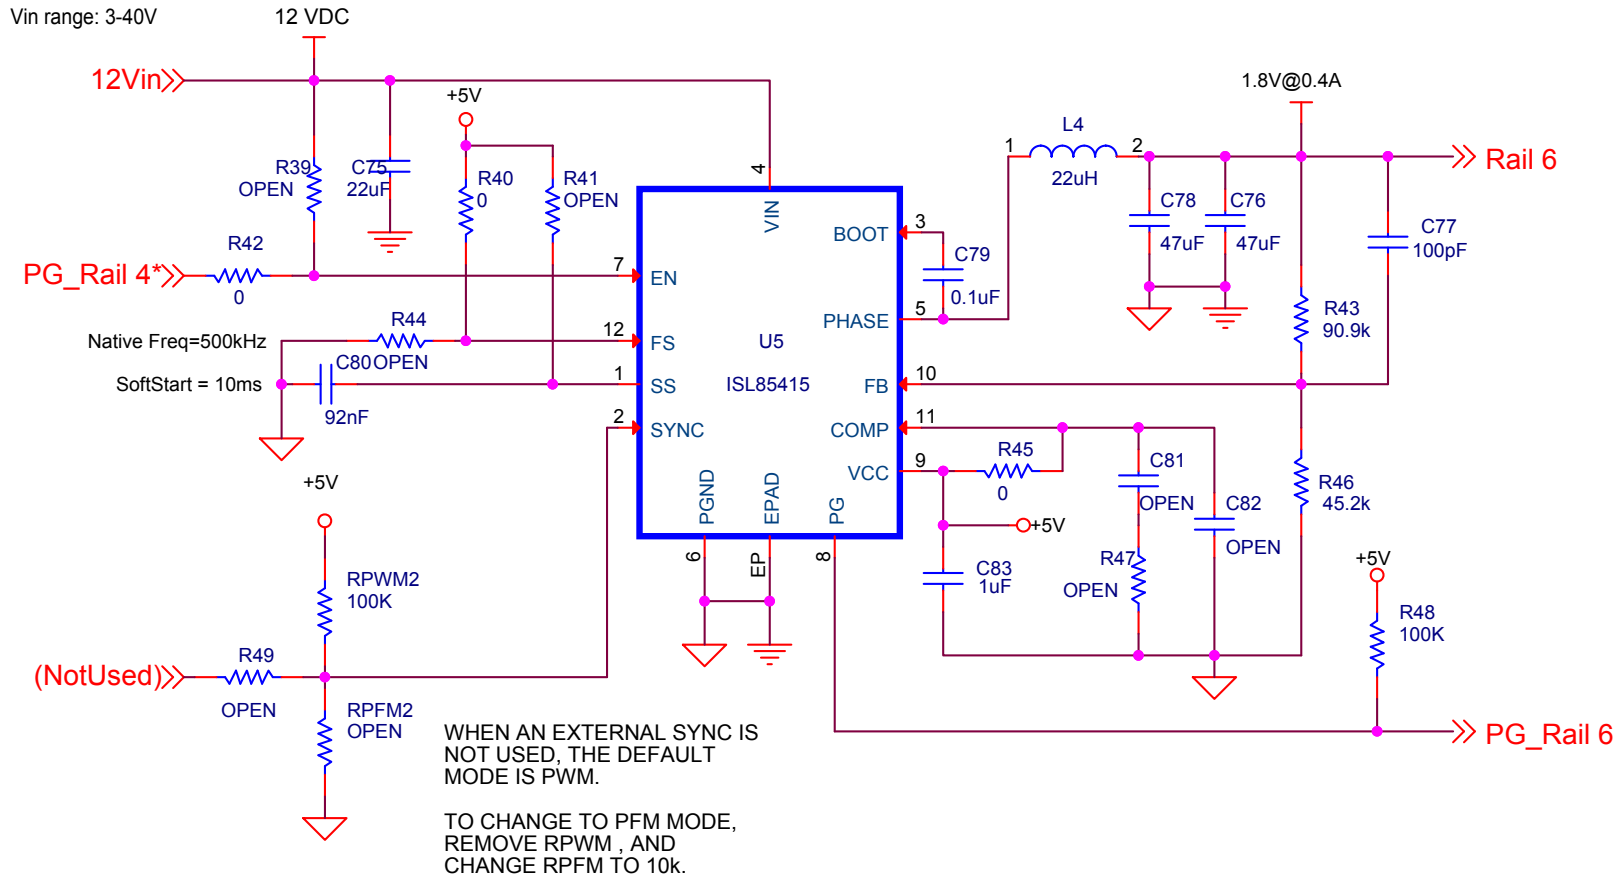 Vin range: 3-40V
12 VDC
12Vin
+5V
1.8V@0.4A
R39
OPEN
C75
22uF
R40
0
R41
OPEN
4
VIN
L4
1
2
22uH
Rail 6
C78
47uF
C76
47uF
C77
100pF
R42
0
PG_Rail 4*
7
EN
BOOT
3
C79
0.1uF
PHASE
5
R43
90.9k
Native Freq=500kHz
R44
OPEN
12
FS
U5
ISL85415
SoftStart = 10ms
C80
92nF
1
SS
FB
10
2
SYNC
COMP
11
VCC
9
R45
0
C81
OPEN
C82
OPEN
R46
45.2k
PGND
EPAD
PG
6
EP
8
+5V
C83
1uF
R47
OPEN
+5V
RPWM2
100K
+5V
R48
100K
(NotUsed)
R49
OPEN
RPFM2
OPEN
PG_Rail 6
WHEN AN EXTERNAL SYNC IS
NOT USED, THE DEFAULT
MODE IS PWM.
TO CHANGE TO PFM MODE,
REMOVE RPWM , AND
CHANGE RPFM TO 10k.